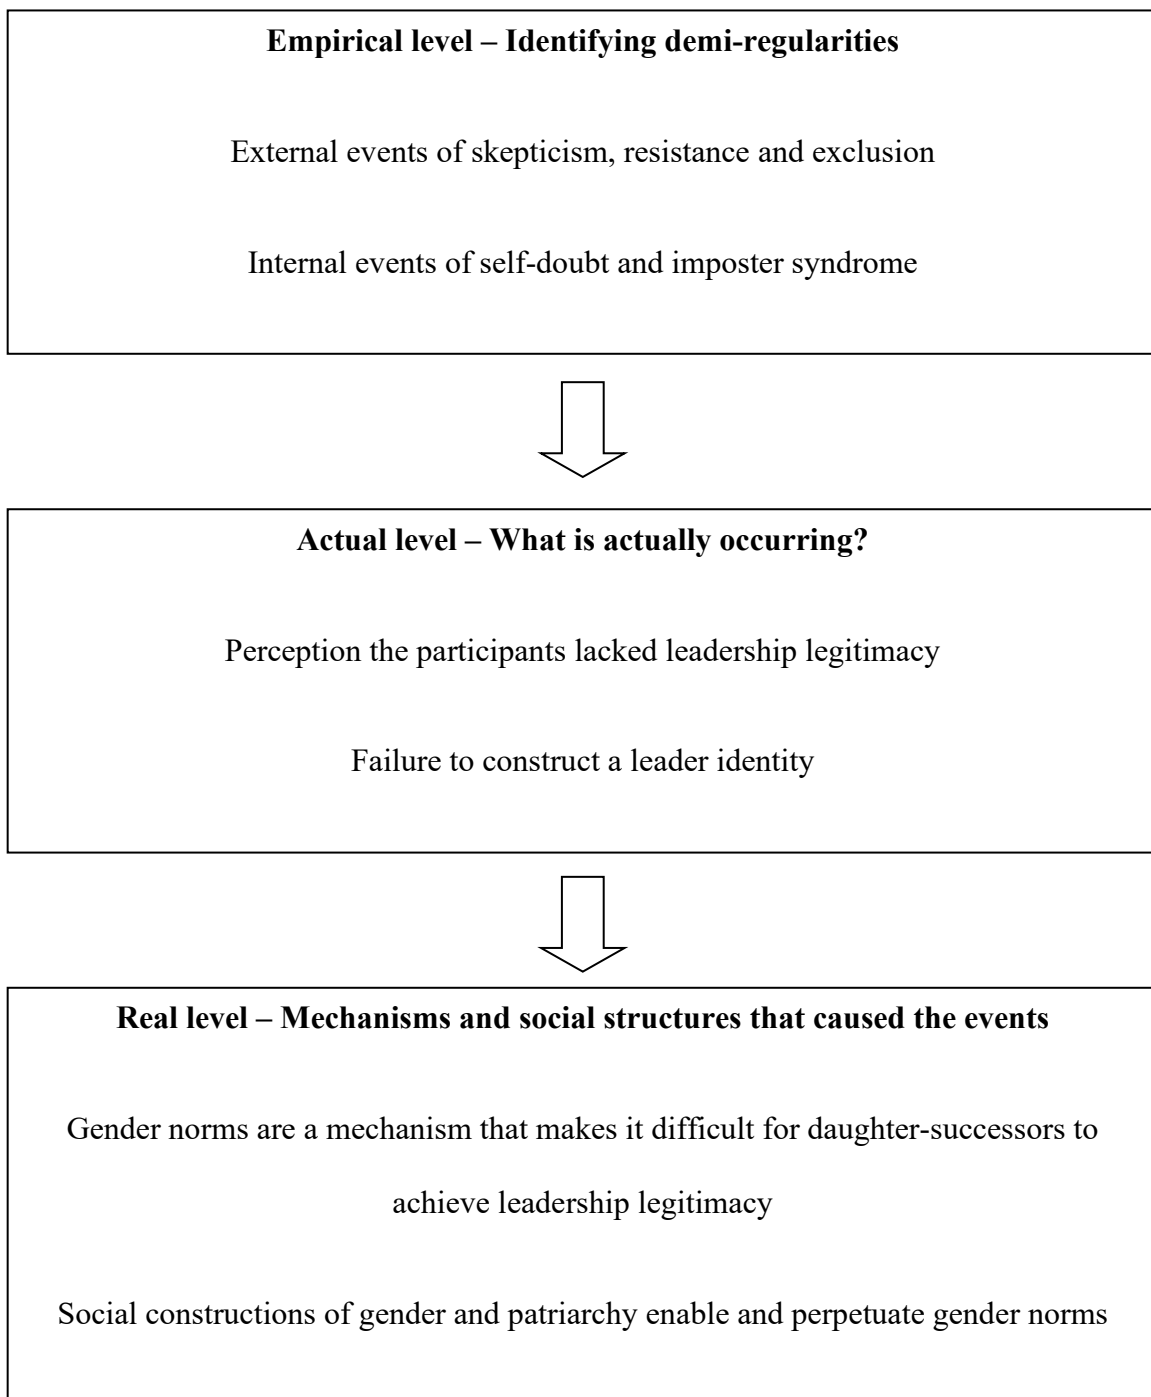 Empirical level – Identifying demi-regularities
External events of skepticism, resistance and exclusion
Internal events of self-doubt and imposter syndrome
Actual level – What is actually occurring?
Perception the participants lacked leadership legitimacy
Failure to construct a leader identity
Real level – Mechanisms and social structures that caused the events
Gender norms are a mechanism that makes it difficult for daughter-successors to
achieve leadership legitimacy
Social constructions of gender and patriarchy enable and perpetuate gender norms